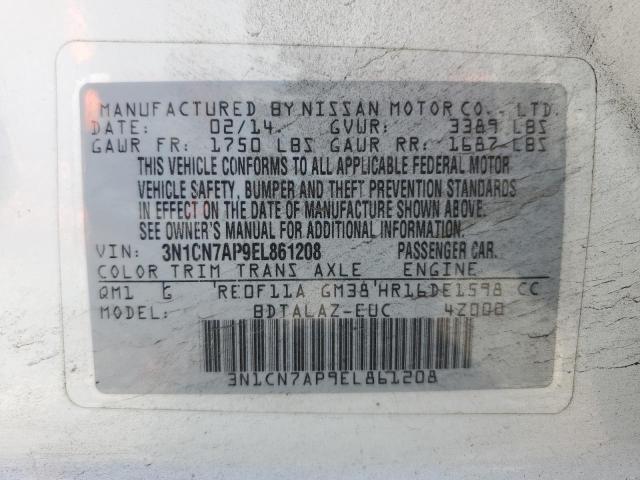 MANUFACTURED BY NISSAN MOTOR CO., LTD.
DATE: 02/14 GVWR: 3389 LBS
GAWR FR: 1750 LBS GAWR RR: 1687 LBS
THIS VEHICLE CONFORMS TO ALL APPLICABLE FEDERAL MOTOR
VEHICLE SAFETY, BUMPER AND THEFT PREVENTION STANDARDS
IN EFFECT ON THE DATE OF MANUFACTURE SHOWN ABOVE.
SEE OWNER'S MANUAL FOR ADDITIONAL INFORMATION.
VIN: 3N1CN7AP9EL861208 PASSENGER CAR.
COLOR TRIM TRANS AXLE ENGINE
QM1 G RE0F11A GM38 HR16DE1598 CC
MODEL: BDTALAZ-EUC 4Z000
3N1CN7AP9EL861208